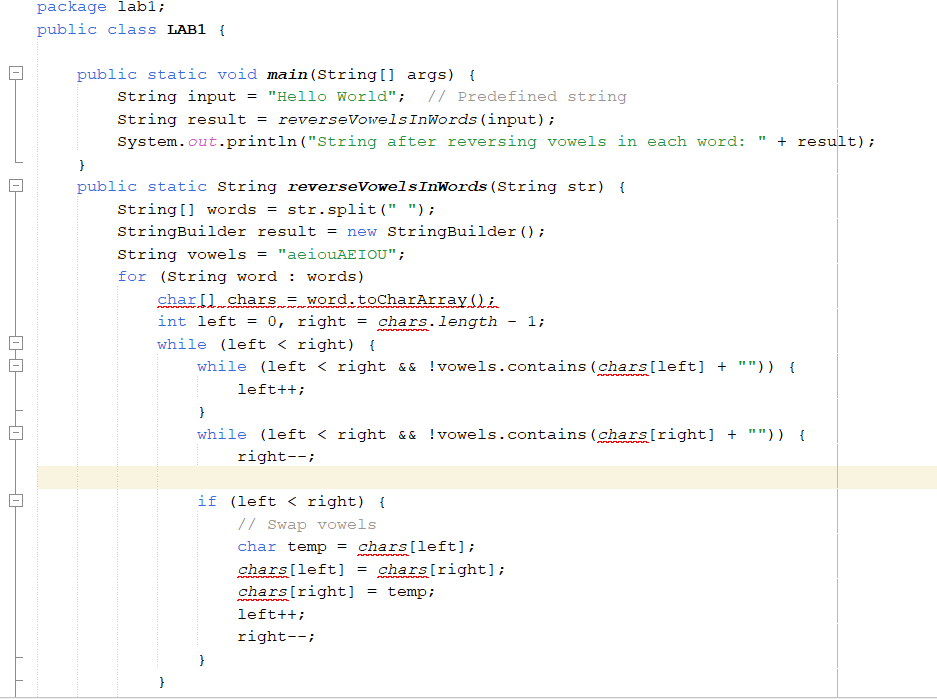 package lab1;
public class LAB1 {
public static void main(String[] args) {
String input = "Hello World";  // Predefined string
String result = reverseVowelsInWords(input);
System.out.println("String after reversing vowels in each word: " + result);
}
public static String reverseVowelsInWords(String str) {
String[] words = str.split(" ");
StringBuilder result = new StringBuilder();
String vowels = "aeiouAEIOU";
for (String word : words)
char[] chars = word.toCharArray();
int left = 0, right = chars.length - 1;
while (left < right) {
while (left < right && !vowels.contains(chars[left] + "")) {
left++;
}
while (left < right && !vowels.contains(chars[right] + "")) {
right--;
if (left < right) {
// Swap vowels
char temp = chars[left];
chars[left] = chars[right];
chars[right] = temp;
left++;
right--;
}
}